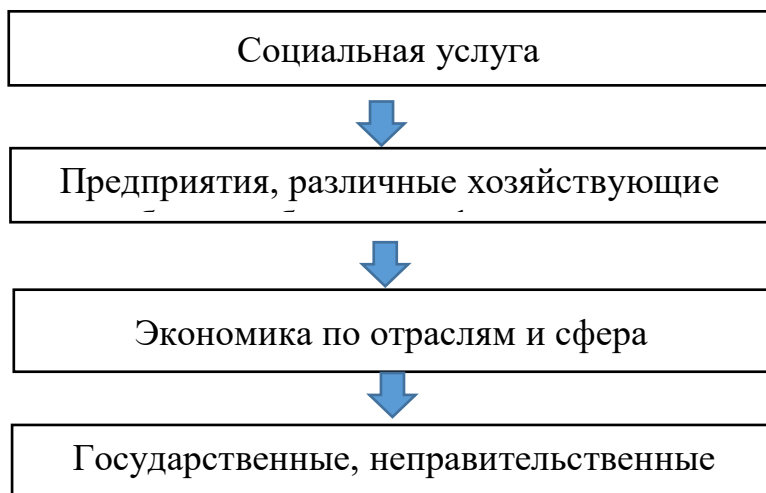 Социальная услуга
Предприятия, различные хозяйствующие
Экономика по отраслям и сфера
Государственные, неправительственные